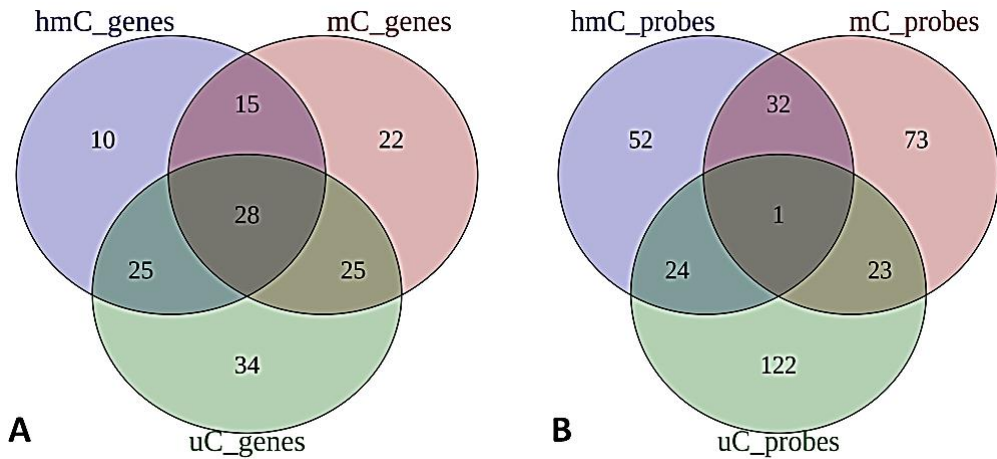 hmC_genes mC_genes
15
10 22
28
25 25
34
A
uC_genes
hmC_probes mC_probes
32
52 73
1
24 23
122
B
uC_probes